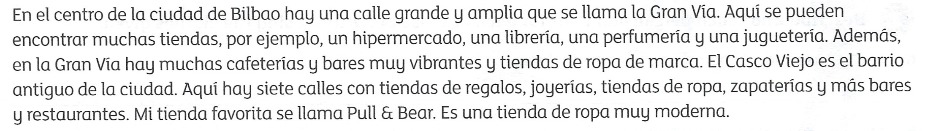 En el centro de la ciudad de Bilbao hay una calle grande y amplia que se llama la Gran Vía. Aquí se pueden
encontrar muchas tiendas, por ejemplo, un hipermercado, una librería, una perfumería y una juguetería. Además,
en la Gran Vía hay muchas cafeterías y bares muy vibrantes y tiendas de ropa de marca. El Casco Viejo es el barrio
antiguo de la ciudad. Aquí hay siete calles con tiendas de regalos, joyerías, tiendas de ropa, zapaterías y más bares
y restaurantes. Mi tienda favorita se llama Pull & Bear. Es una tienda de ropa muy moderna.